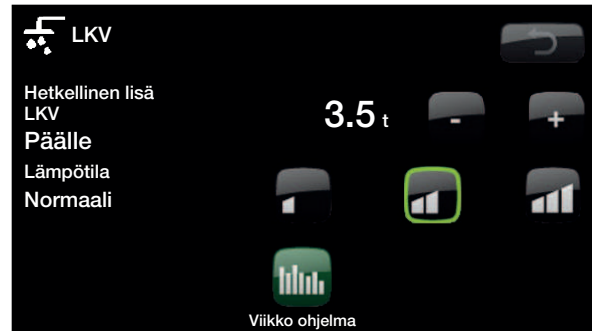 LKV
Hetkellinen lisä
LKV
3.5 t
-
+
Päälle
Lämpötila
Normaali
Viikko ohjelma